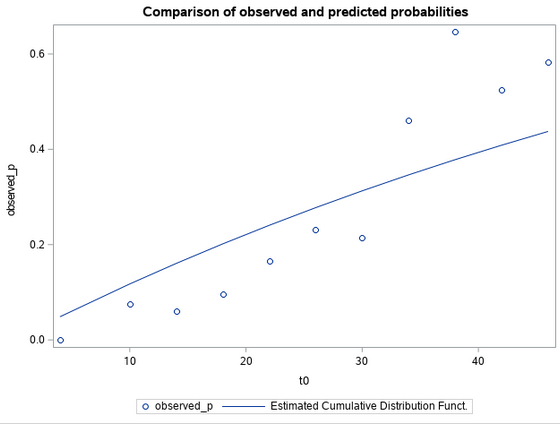 Comparison of observed and predicted probabilities
0.6
0.4
0.2
0.0
observed_p
10 20 30 40
t0
observed_p Estimated Cumulative Distribution Funct.